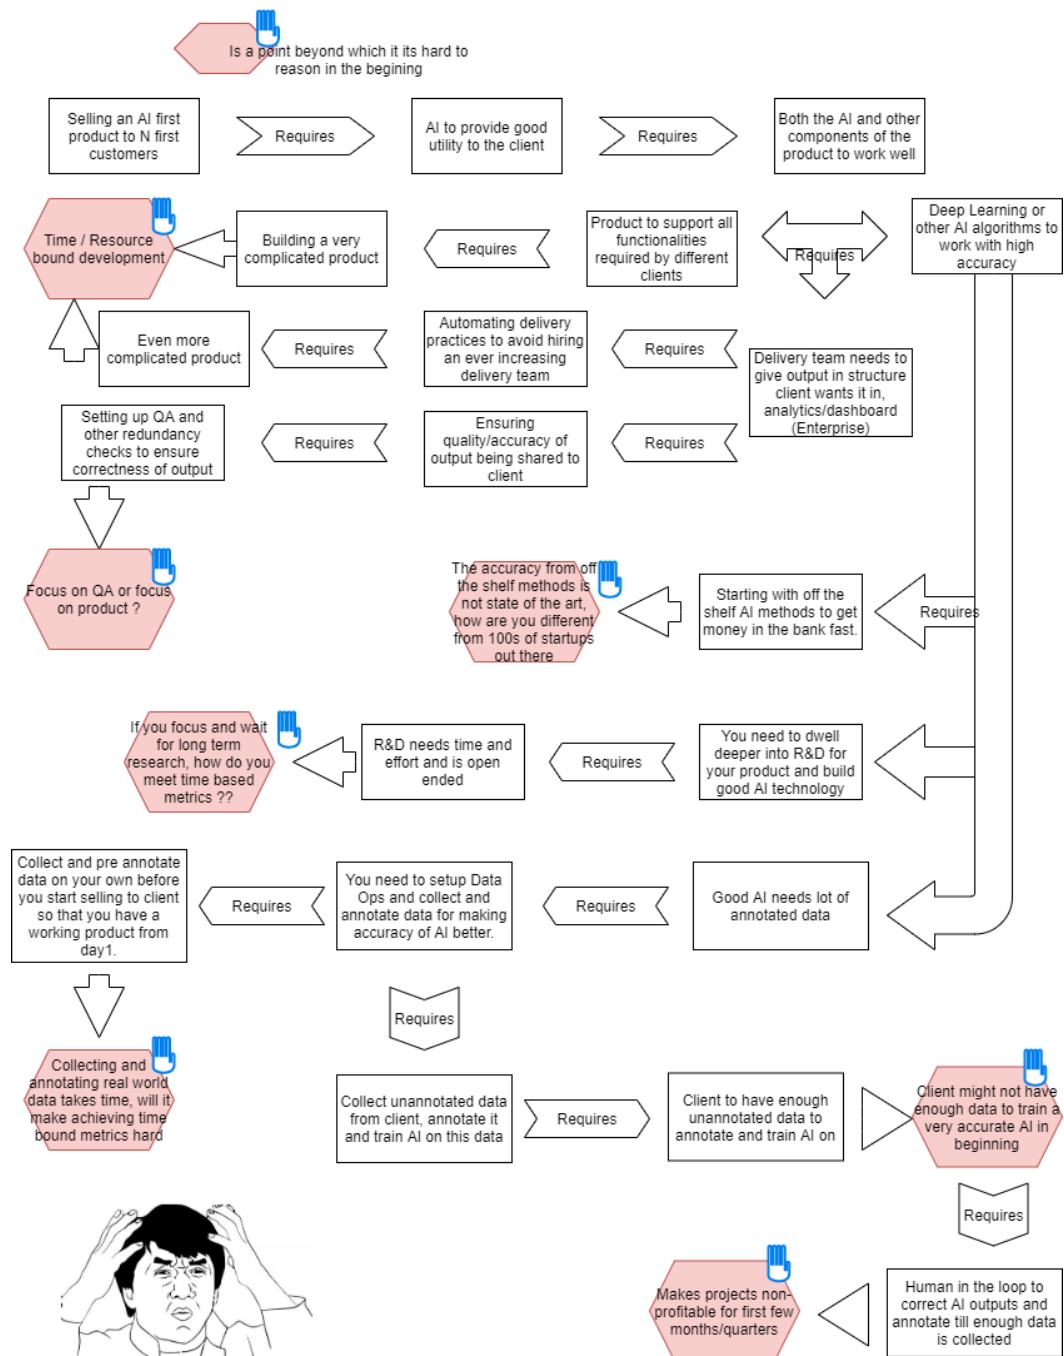 Is a point beyond which it its hard to
reason in the begining
Selling an AI first
product to N first
customers
Requires
AI to provide good
utility to the client
Requires
Both the AI and other
components of the
product to work well
Time / Resource
bound development
Building a very
complicated product
Requires
Product to support all
functionalities
required by different
clients
Requires
Deep Learning or
other AI algorithms to
work with high
accuracy
Even more
complicated product
Requires
Automating delivery
practices to avoid hiring
an ever increasing
delivery team
Requires
Delivery team needs to
give output in structure
client wants it in,
analytics/dashboard
(Enterprise)
Setting up QA and
other redundancy
checks to ensure
correctness of output
Requires
Ensuring
quality/accuracy of
output being shared to
client
Requires
Focus on QA or focus
on product ?
The accuracy from off
the shelf methods is
not state of the art,
how are you different
from 100s of startups
out there
Starting with off the
shelf AI methods to get
money in the bank fast.
Requires
If you focus and wait
for long term
research, how do you
meet time based
metrics ??
R&D needs time and
effort and is open
ended
Requires
You need to dwell
deeper into R&D for
your product and build
good AI technology
Collect and pre annotate
data on your own before
you start selling to client
so that you have a
working product from
day1.
Requires
You need to setup Data
Ops and collect and
annotate data for making
accuracy of AI better.
Requires
Good AI needs lot of
annotated data
Requires
Collecting and
annotating real world
data takes time, will it
make achieving time
bound metrics hard
Collect unannotated data
from client, annotate it
and train AI on this data
Requires
Client to have enough
unannotated data to
annotate and train AI on
Client might not have
enough data to train a
very accurate AI in
beginning
Requires
Makes projects non-
profitable for first few
months/quarters
Human in the loop to
correct AI outputs and
annotate till enough data
is collected